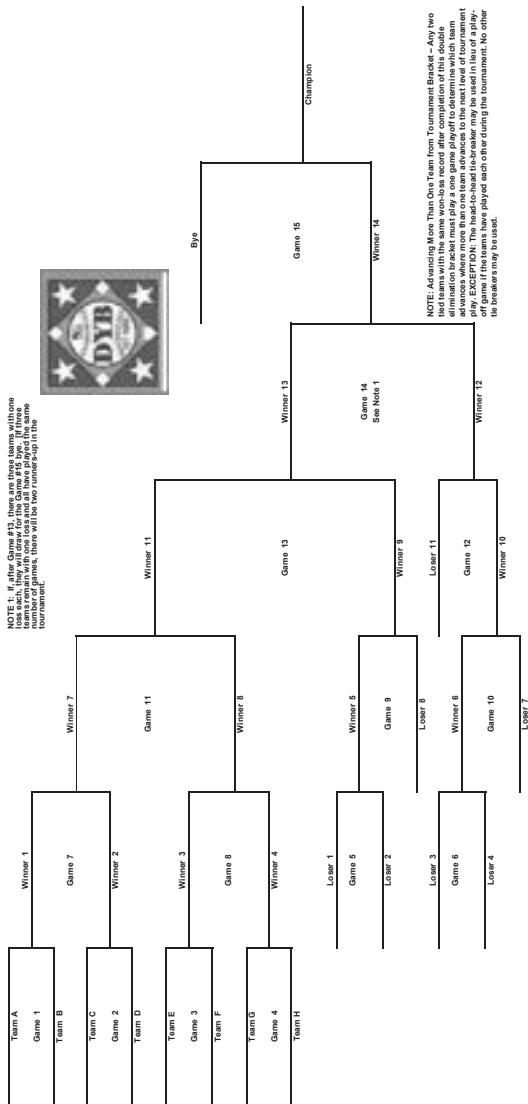 NOTE 1: If, after Game #13, there are three teams with one
loss each, they will draw for the Game #15 bye. [If three
teams remain with one loss and all have played the same
number of games, there will be two runners-up in the
tournament.
DYB
Team A
Game 1
Team B
Team C
Game 2
Team D
Team E
Game 3
Team F
Team G
Game 4
Team H
Winner 1
Game 7
Winner 2
Winner 3
Game 8
Winner 4
Loser 1
Game 5
Loser 2
Loser 3
Game 6
Loser 4
Winner 7
Game 11
Winner 8
Winner 5
Game 9
Loser 8
Winner 6
Game 10
Loser 7
Winner 11
Game 13
Winner 9
Loser 11
Game 12
Winner 10
Winner 13
Game 14
See Note 1
Winner 12
Bye
Game 15
Winner 14
Champion
NOTE: Advancing More Than One Team from Tournament Bracket – Any two
tied teams with the same won-loss record after completion of this double
elimination bracket must play a one game playoff to determine which team
advances where more than one team advances to the next level of tournament
play. EXCEPTION: The head-to-head tie-breaker may be used in lieu of a play-
off game if the teams have played each other during the tournament. No other
tie breakers may be used.